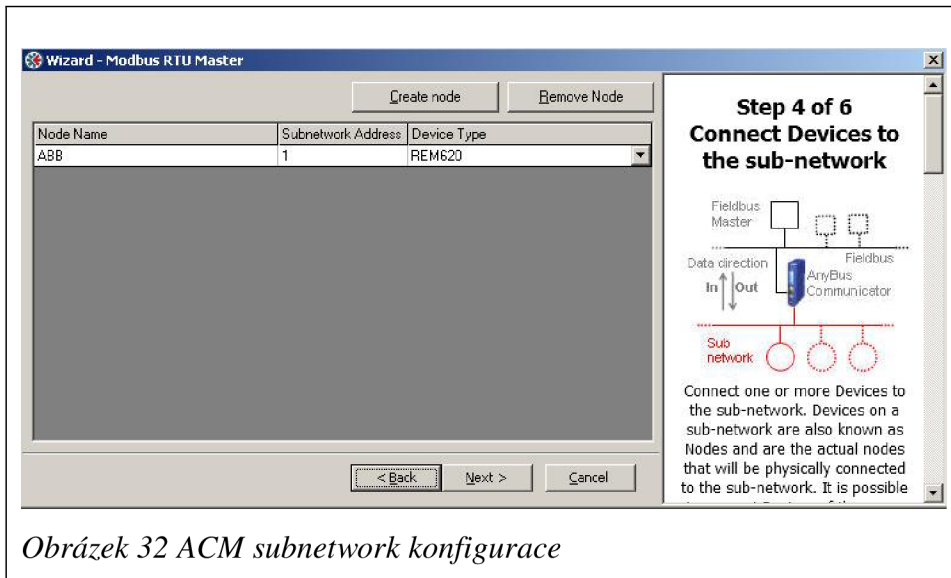 Wizard - Modbus RTU Master
Create node
Remove Node
Node Name Subnetwork Address Device Type
ABB 1 REM620
< Back
Next >
Cancel
Step 4 of 6
Connect Devices to
the sub-network
Fieldbus
Master
Fieldbus
Data direction
In Out
AnyBus
Communicator
Sub
network
Connect one or more Devices to
the sub-network. Devices on a
sub-network are also known as
Nodes and are the actual nodes
that will be physically connected
to the sub-network. It is possible
Obrázek 32 ACM subnetwork konfigurace